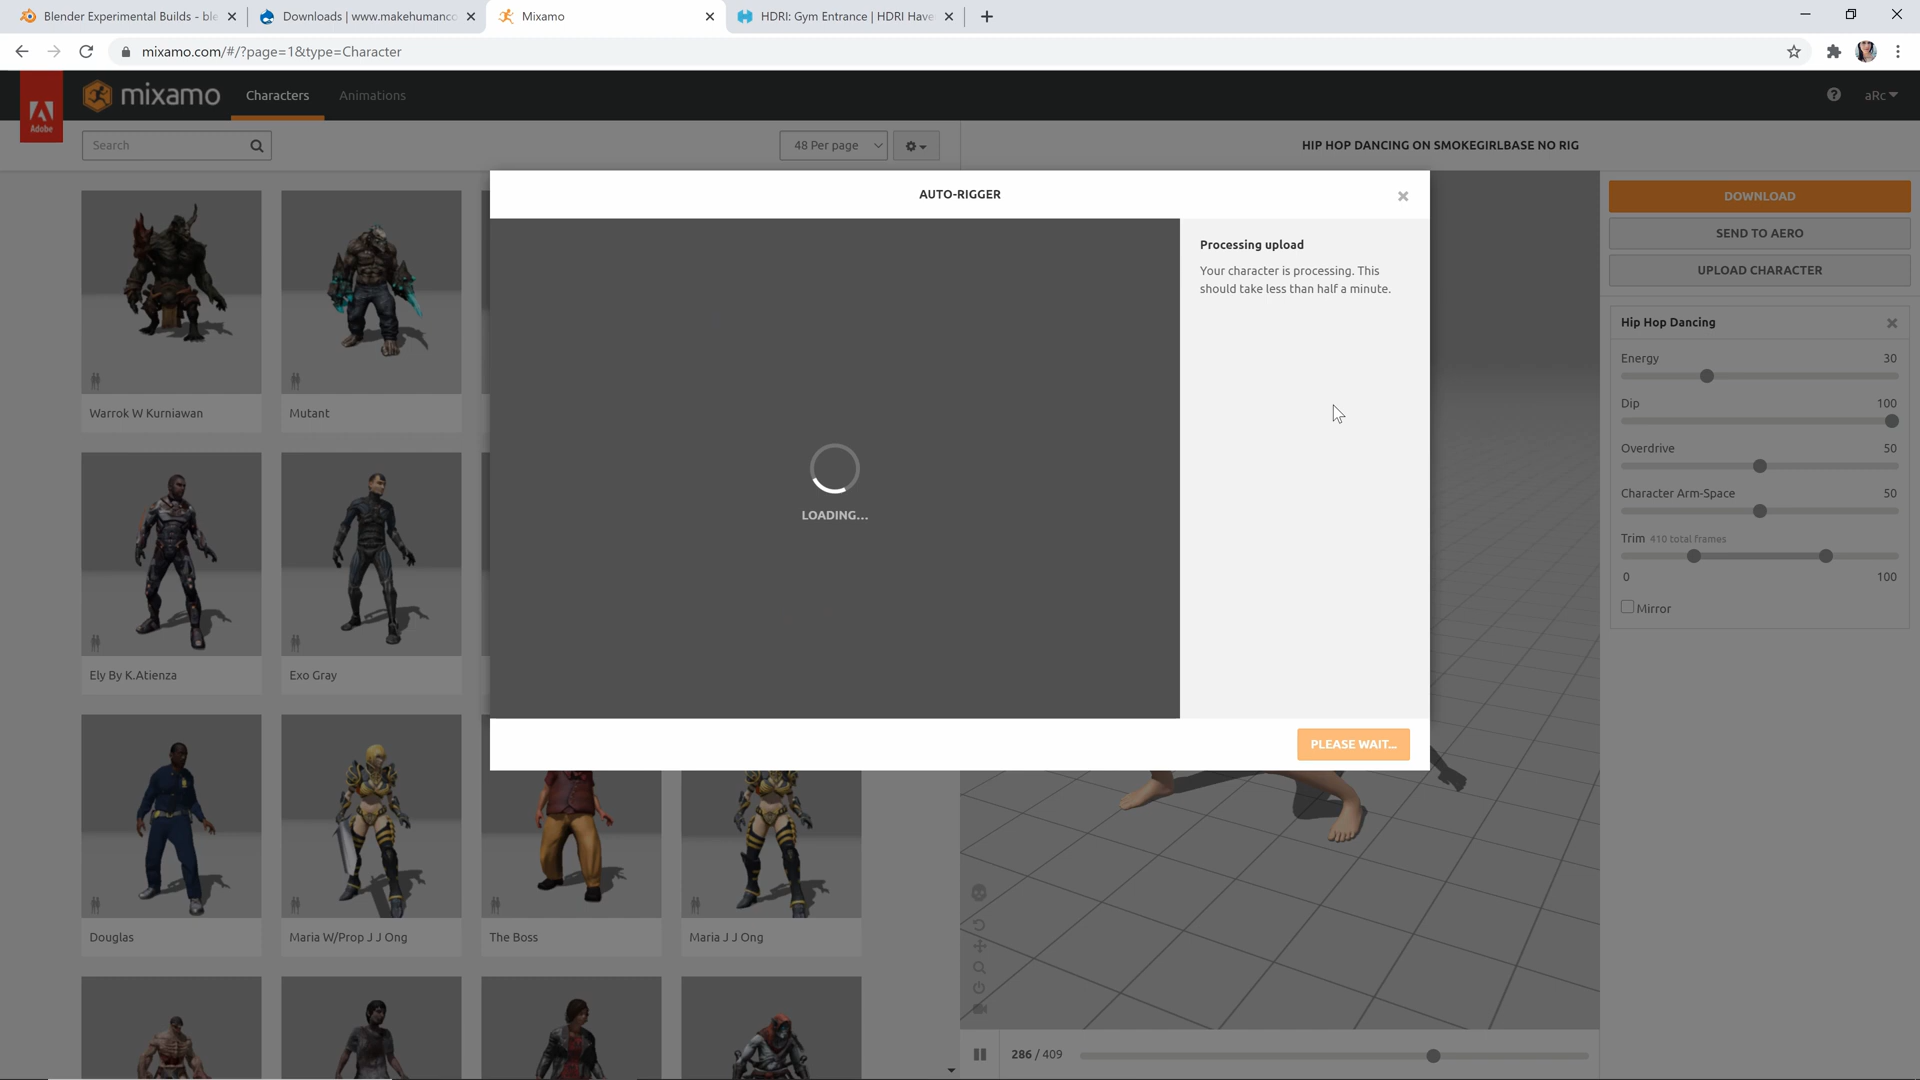 Blender Experimental Builds - ble
Downloads | www.makehumanco
Mixamo
HDRI: Gym Entrance | HDRI Have
mixamo.com/#/?page=1&type=Character
Adobe
mixamo
Characters
Animations
aRc
Search
48 Per page
HIP HOP DANCING ON SMOKEGIRLBASE NO RIG
AUTO-RIGGER
Processing upload
Your character is processing. This
should take less than half a minute.
LOADING...
PLEASE WAIT...
DOWNLOAD
SEND TO AERO
UPLOAD CHARACTER
Hip Hop Dancing
Energy 30
Dip 100
Overdrive 50
Character Arm-Space 50
Trim 410 total frames
0 100
Mirror
Warrok W Kurniawan
Mutant
Ely By K.Atienza
Exo Gray
Douglas
Maria W/Prop J J Ong
The Boss
Maria J J Ong
286 / 409